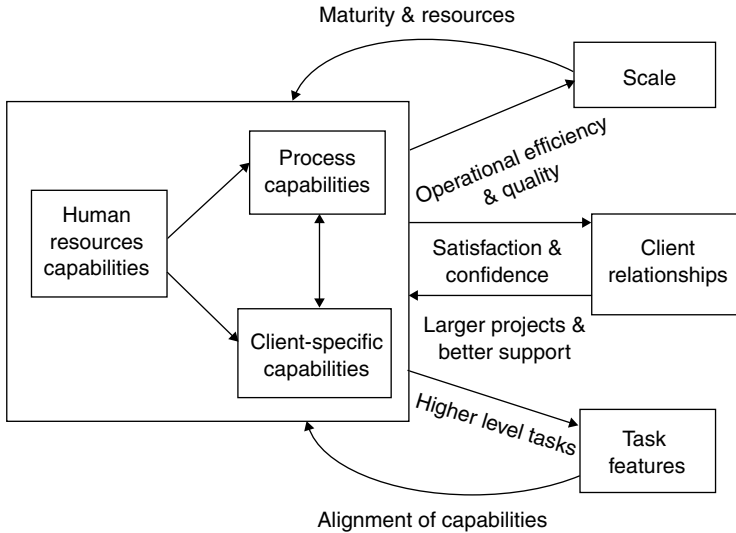 Maturity & resources
Scale
Process
capabilities
Operational efficiency
& quality
Human
resources
capabilities
Satisfaction &
confidence
Client
relationships
Client-specific
capabilities
Larger projects &
better support
Higher level tasks
Task
features
Alignment of capabilities